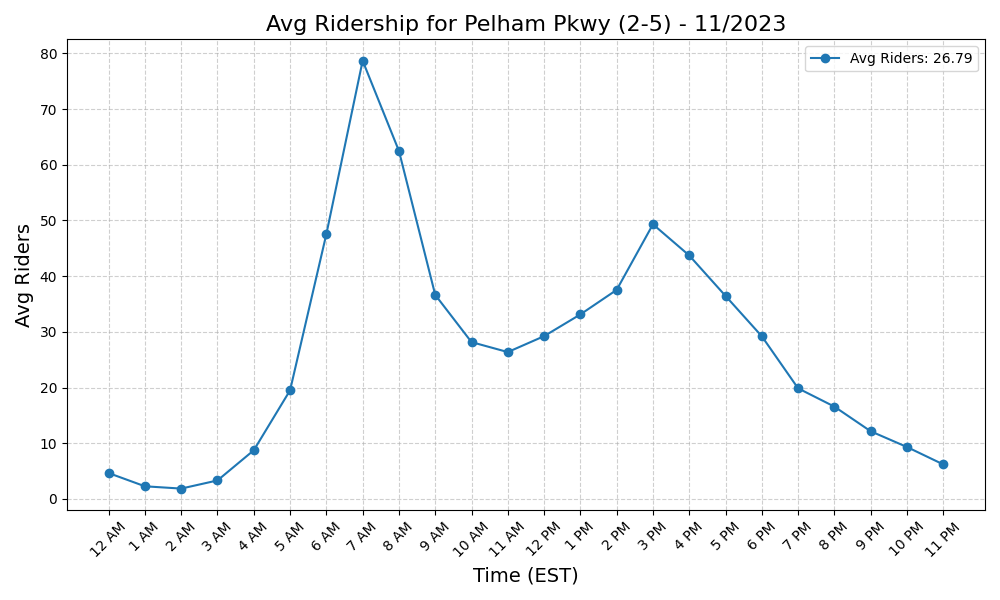 Avg Ridership for Pelham Pkwy (2-5) - 11/2023
Avg Riders: 26.79
Avg Riders
80
70
60
50
40
30
20
10
0
12 AM
1 AM
2 AM
3 AM
4 AM
5 AM
6 AM
7 AM
8 AM
9 AM
10 AM
11 AM
12 PM
1 PM
2 PM
3 PM
4 PM
5 PM
6 PM
7 PM
8 PM
9 PM
10 PM
11 PM
Time (EST)